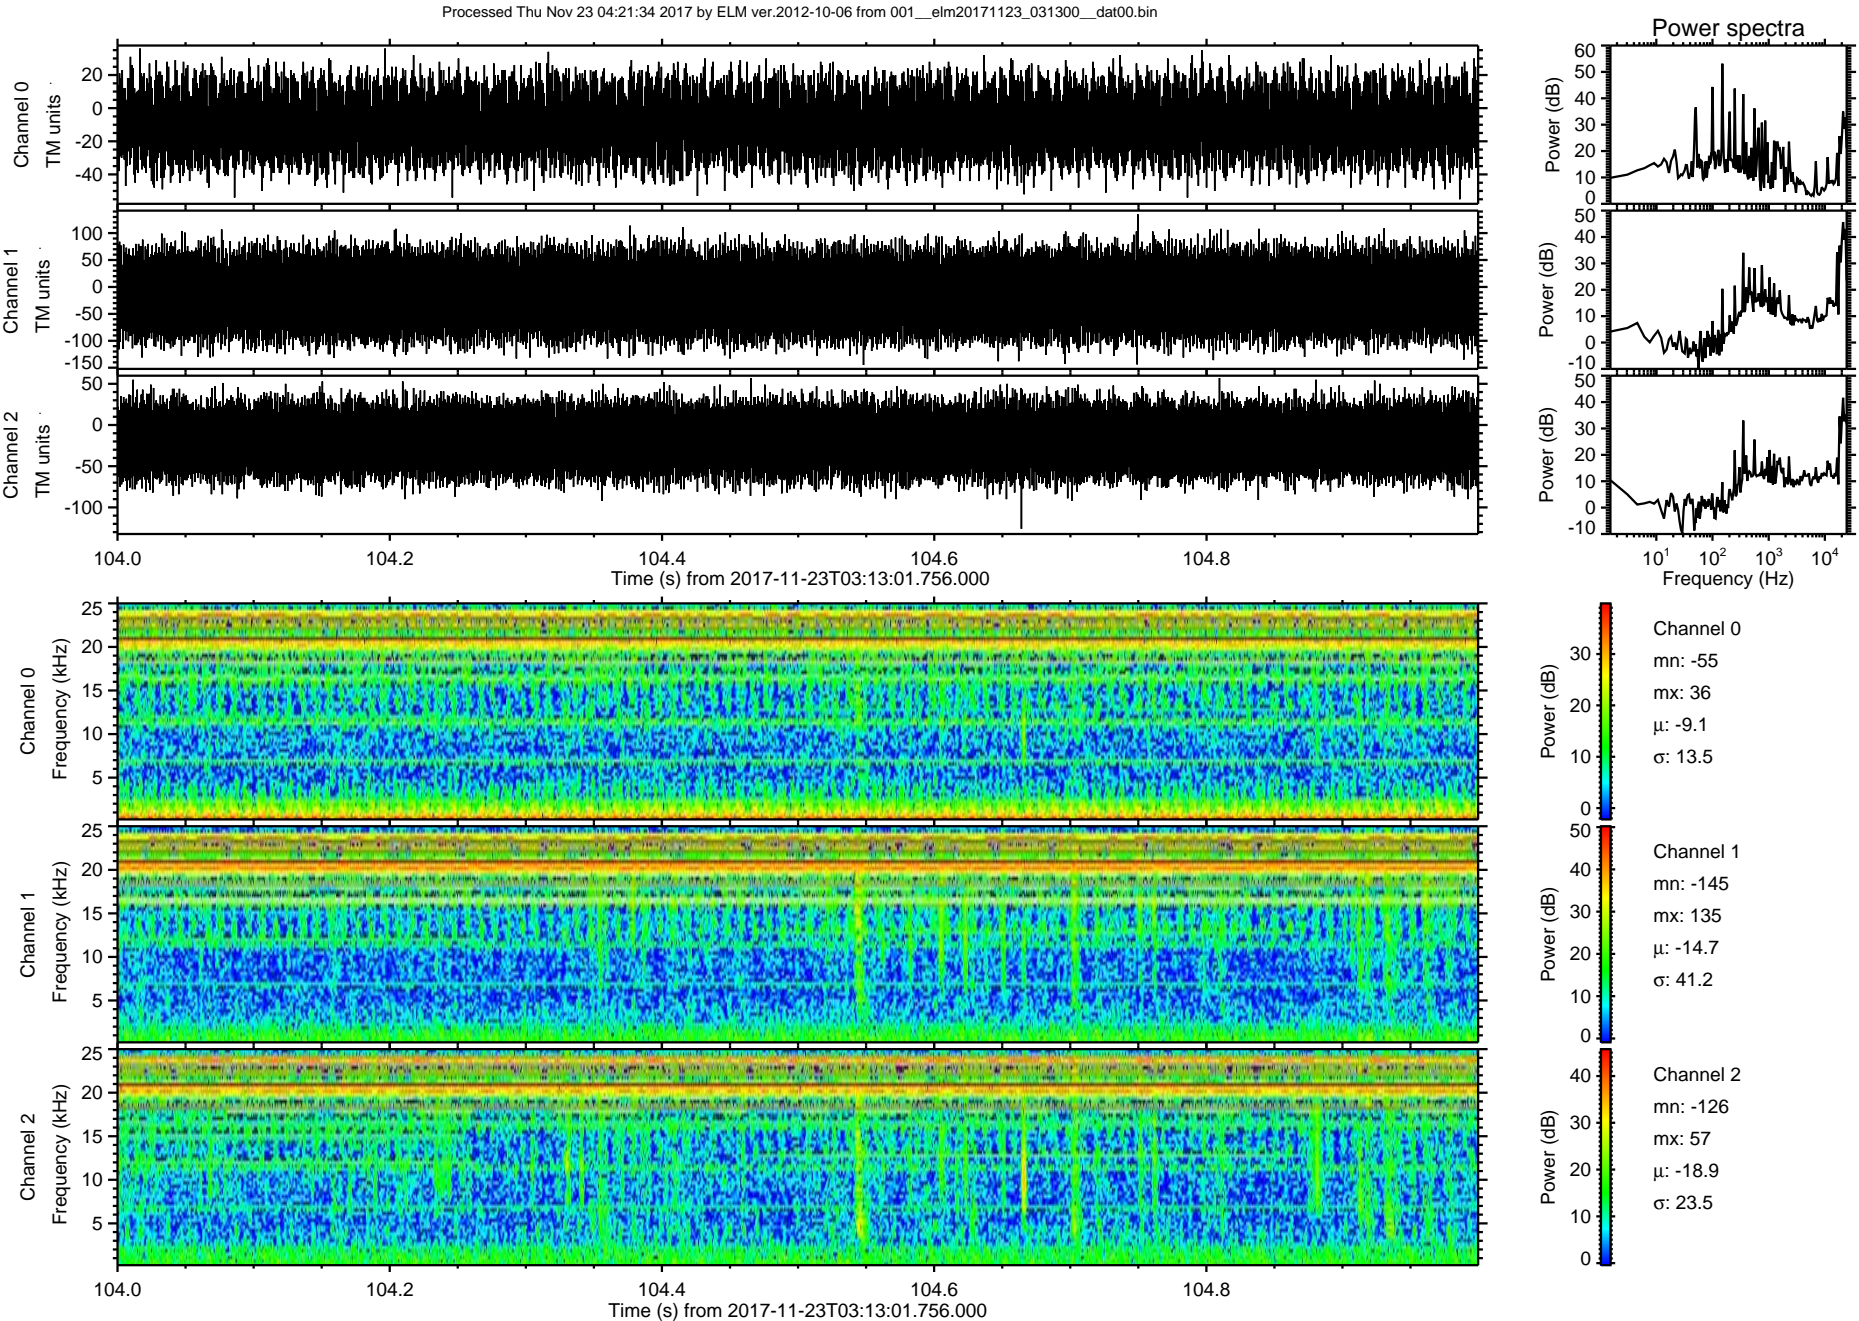 Processed Thu Nov 23 04:21:34 2017 by ELM ver.2012-10-06 from 001__elm20171123_031300__dat00.bin
Channel 0
TM units
20
0
-20
-40
Channel 1
TM units
100
50
0
-50
-100
-150
Channel 2
TM units
50
0
-50
-100
104.0 104.2 104.4 104.6 104.8
Time (s) from 2017-11-23T03:13:01.756.000
Power spectra
Power (dB)
60
50
40
30
20
10
0
Power (dB)
50
40
30
20
10
0
-10
Power (dB)
50
40
30
20
10
0
-10
10¹ 10² 10³ 10⁴
Frequency (Hz)
Channel 0
Frequency (kHz)
25
20
15
10
5
Power (dB)
30
20
10
0
Channel 0
mn: -55
mx: 36
μ: -9.1
σ: 13.5
Channel 1
Frequency (kHz)
25
20
15
10
5
Power (dB)
50
40
30
20
10
0
Channel 1
mn: -145
mx: 135
μ: -14.7
σ: 41.2
Channel 2
Frequency (kHz)
25
20
15
10
5
Power (dB)
40
30
20
10
0
Channel 2
mn: -126
mx: 57
μ: -18.9
σ: 23.5
104.0 104.2 104.4 104.6 104.8
Time (s) from 2017-11-23T03:13:01.756.000